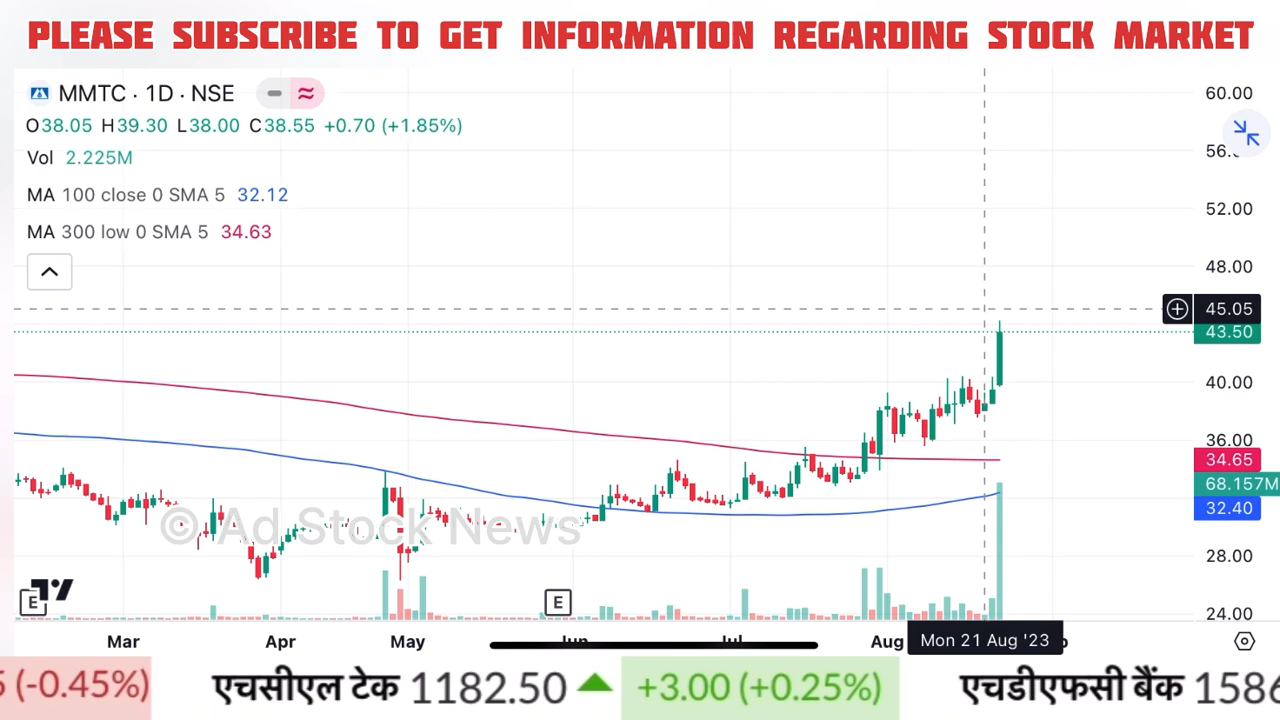 PLEASE SUBSCRIBE TO GET INFORMATION REGARDING STOCK MARKET
MMTC · 1D · NSE
O38.05 H39.30 L38.00 C38.55 +0.70 (+1.85%)
Vol 2.225M
MA 100 close 0 SMA 5 32.12
MA 300 low 0 SMA 5 34.63
60.00
52.00
48.00
45.05
43.50
40.00
36.00
34.65
68.157M
32.40
28.00
24.00
© Ad Stock News
E
E
Mar Apr May Jun Jul Aug Mon 21 Aug '23
(-0.45%) एचसीएल टेक 1182.50 ▲ +3.00 (+0.25%) एचडीएफसी बैंक 1586